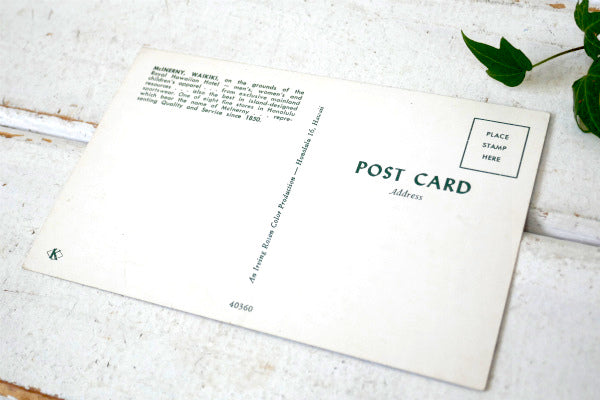 McINERNY, WAIKIKI, on the grounds of the
Royal Hawaiian Hotel — men's, women's and
children's apparel . . from exclusive mainland
resources . . also the best in island-designed
sportswear. One of eight fine stores in Honolulu
which bear the name of McInerny . . repre-
senting Quality and Service since 1850.
An Irving Rosen Color Production — Honolulu 16, Hawaii
K
40360
POST CARD
Address
PLACE
STAMP
HERE